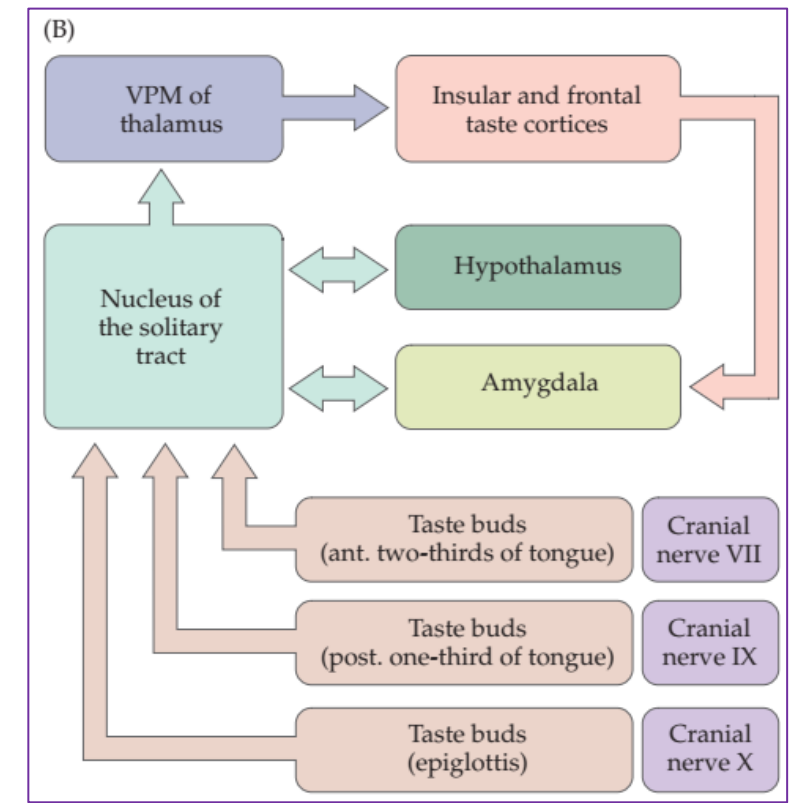 (B)
VPM of
thalamus
Insular and frontal
taste cortices
Nucleus of
the solitary
tract
Hypothalamus
Amygdala
Taste buds
(ant. two-thirds of tongue)
Cranial
nerve VII
Taste buds
(post. one-third of tongue)
Cranial
nerve IX
Taste buds
(epiglottis)
Cranial
nerve X